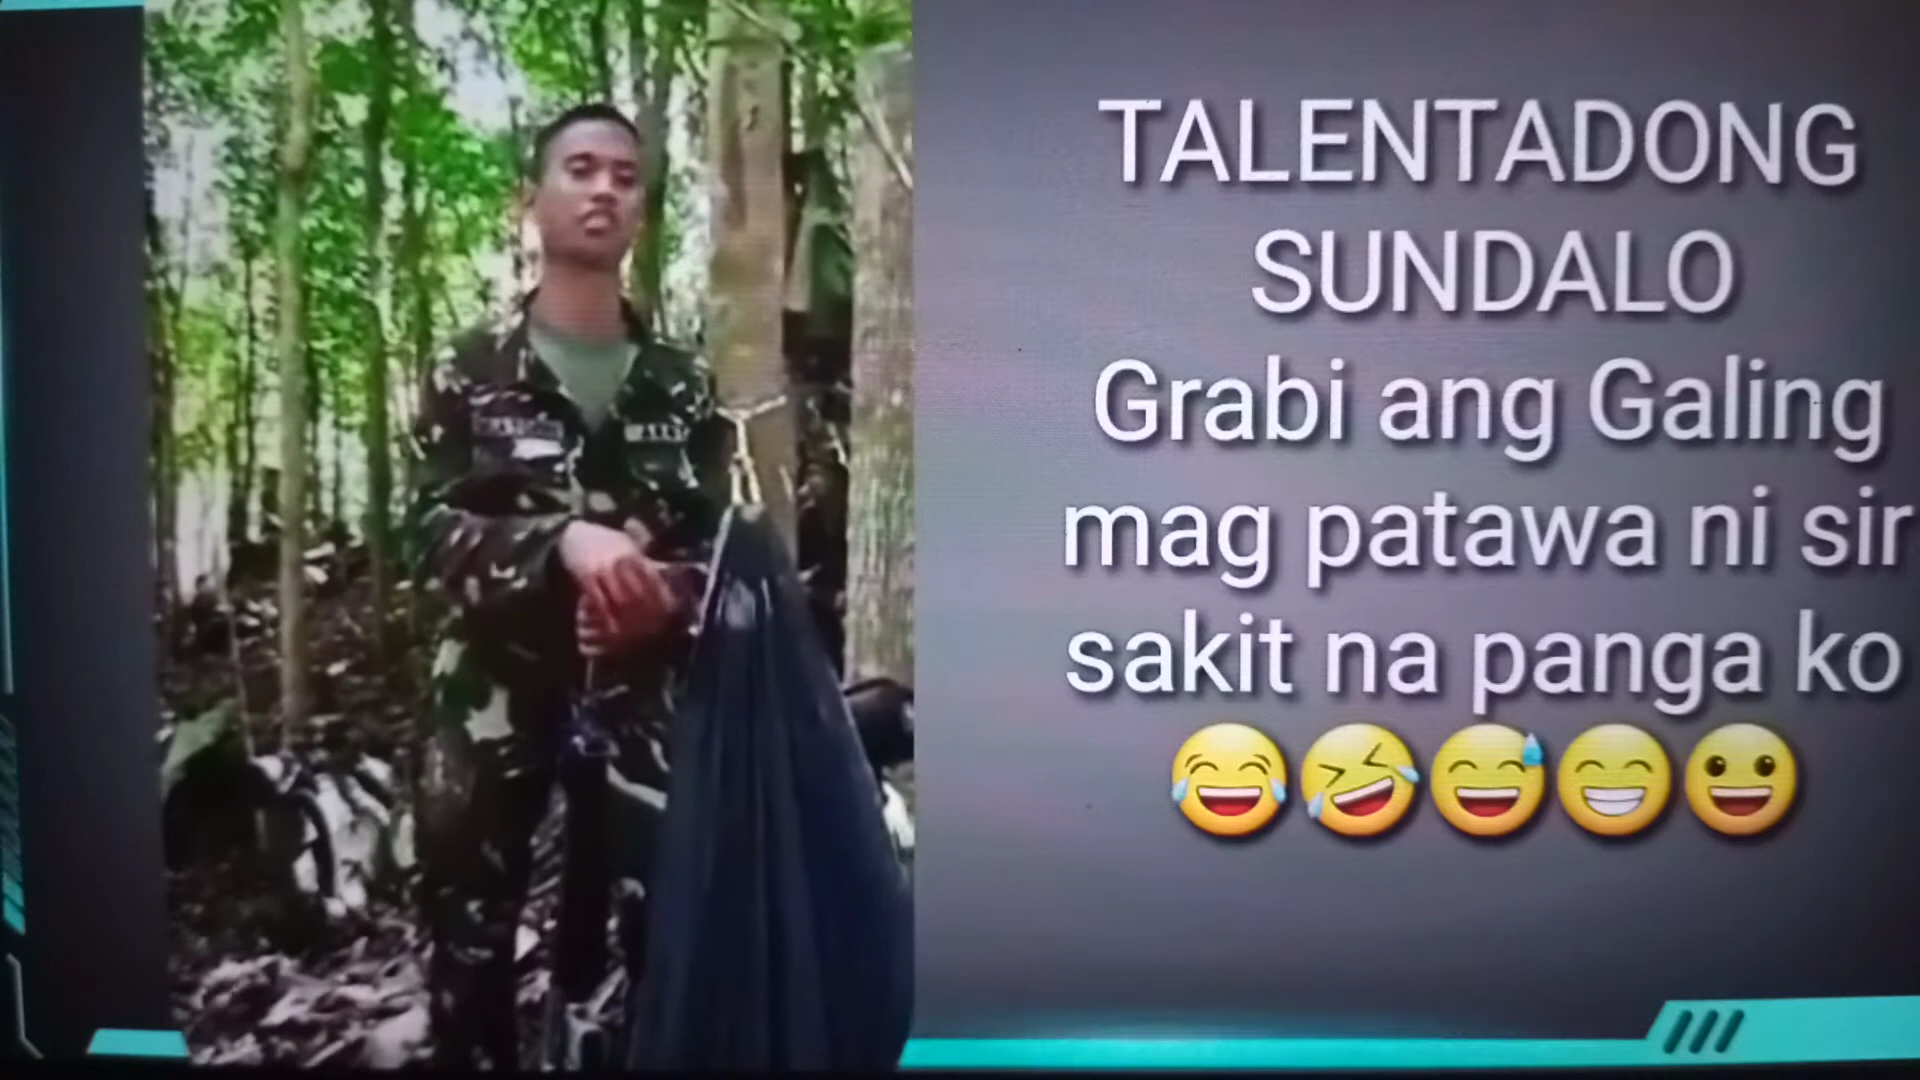 TALENTADONG
SUNDALO
Grabi ang Galing
mag patawa ni sir
sakit na panga ko
😂🤣😅😁😀